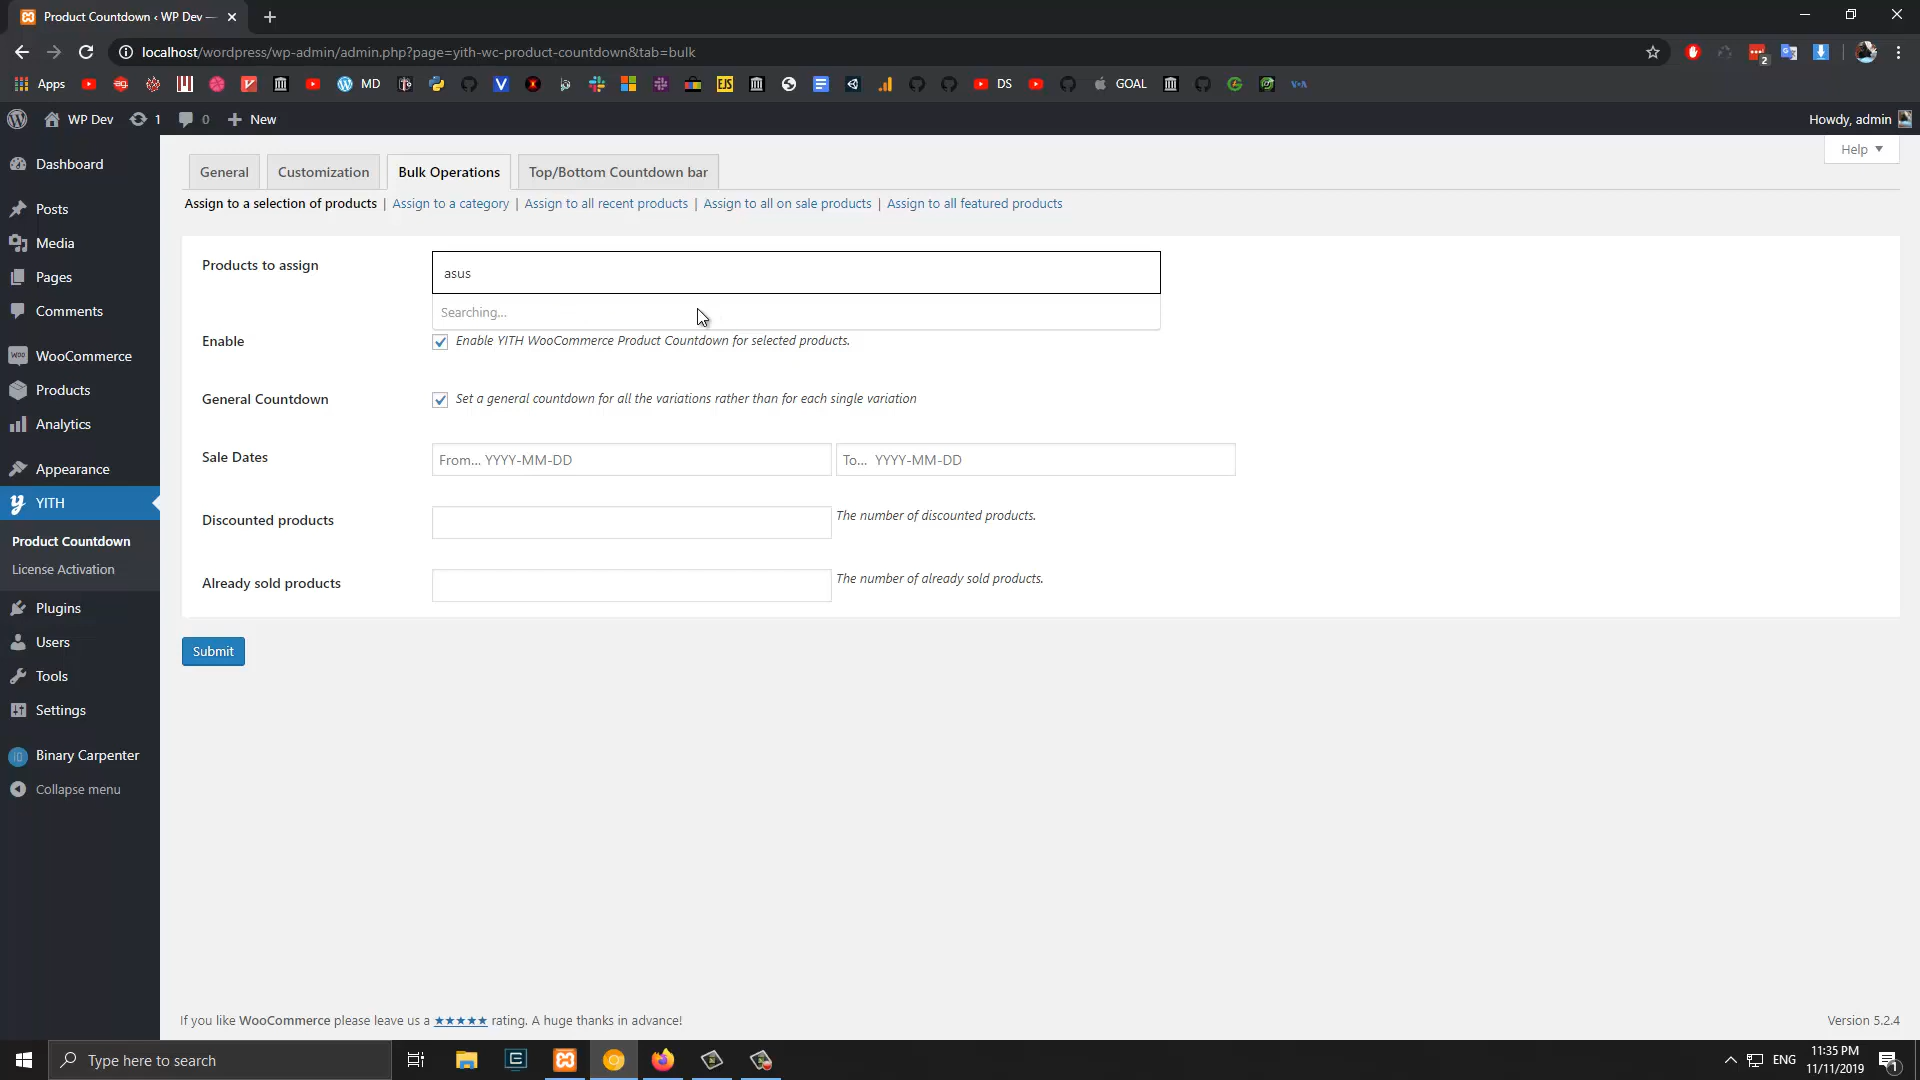 Product Countdown ‹ WP Dev —
localhost/wordpress/wp-admin/admin.php?page=yith-wc-product-countdown&tab=bulk
2
Apps
MD
V
EJS
DS
GOAL
VOA
WP Dev
1
0
New
Howdy, admin
Dashboard
Posts
Media
Pages
Comments
WooCommerce
Products
Analytics
Appearance
YITH
Product Countdown
License Activation
Plugins
Users
Tools
Settings
Binary Carpenter
Collapse menu
Help
General
Customization
Bulk Operations
Top/Bottom Countdown bar
Assign to a selection of products | Assign to a category | Assign to all recent products | Assign to all on sale products | Assign to all featured products
Products to assign
asus
Searching...
Enable
Enable YITH WooCommerce Product Countdown for selected products.
General Countdown
Set a general countdown for all the variations rather than for each single variation
Sale Dates
From... YYYY-MM-DD
To... YYYY-MM-DD
Discounted products
The number of discounted products.
Already sold products
The number of already sold products.
Submit
If you like WooCommerce please leave us a ★★★★★ rating. A huge thanks in advance!
Version 5.2.4
Type here to search
ENG
11:35 PM
11/11/2019
1